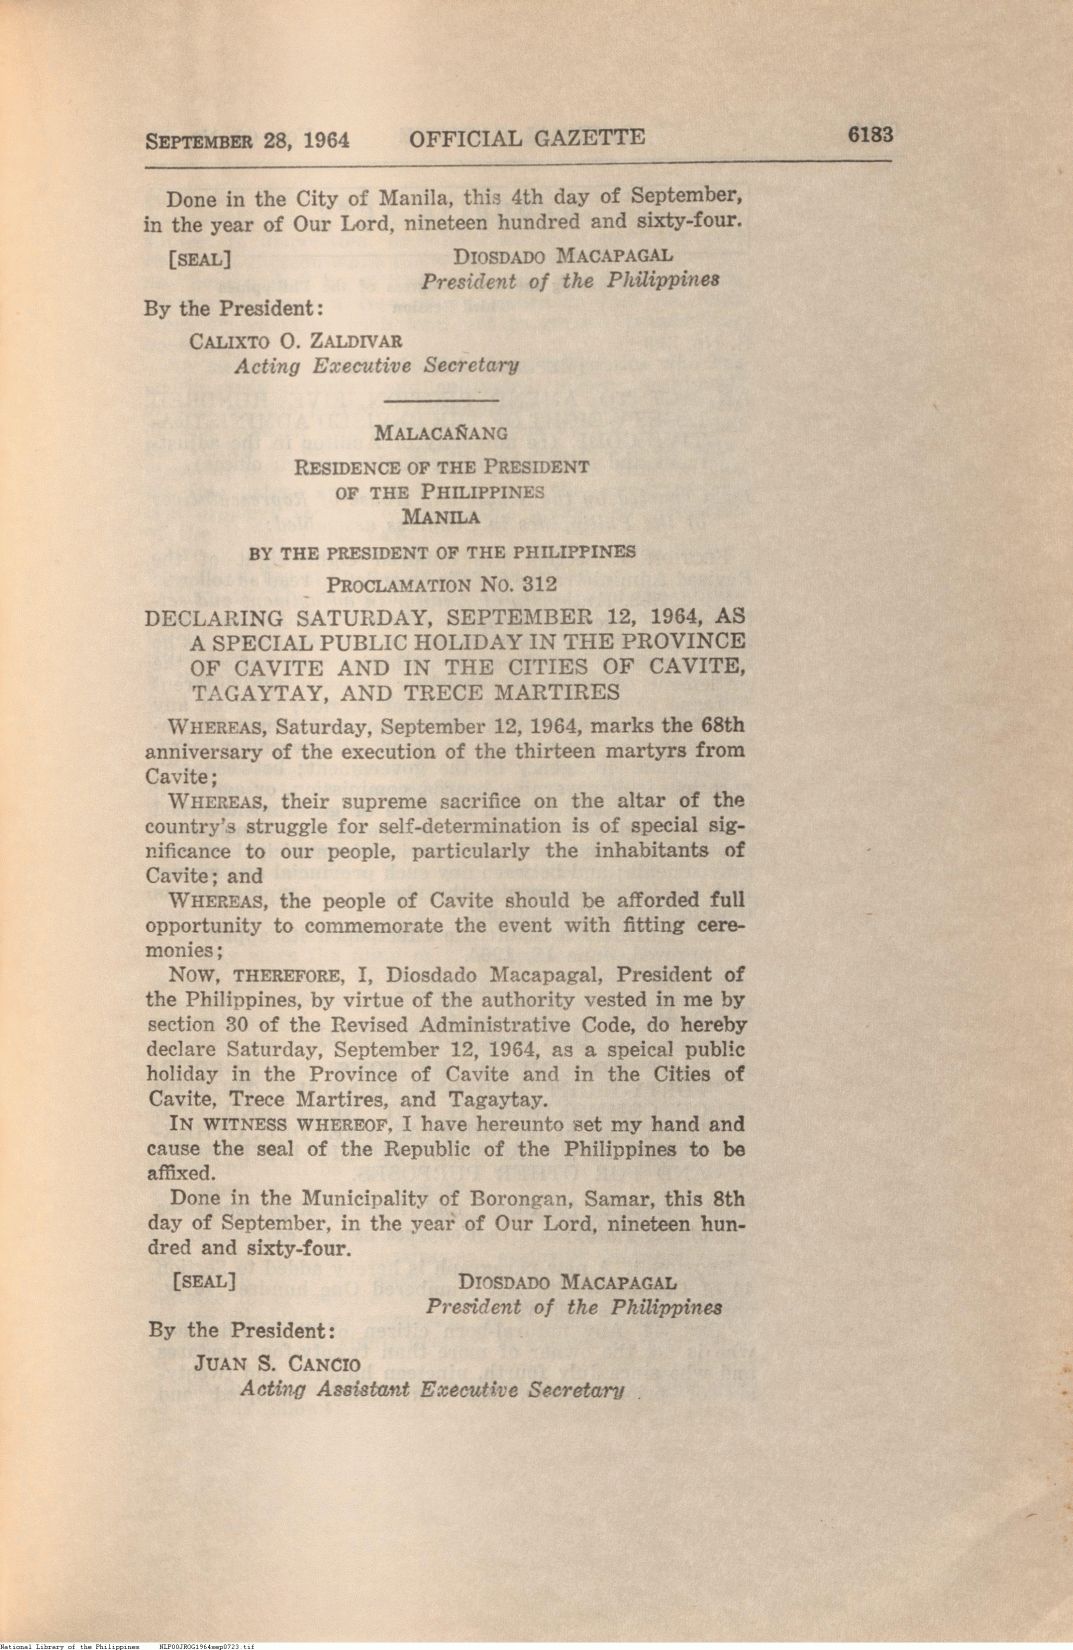 SEPTEMBER 28, 1964 OFFICIAL GAZETTE 6183
Done in the City of Manila, this 4th day of September,
in the year of Our Lord, nineteen hundred and sixty-four.
[SEAL] DIOSDADO MACAPAGAL
President of the Philippines
By the President:
CALIXTO O. ZALDIVAR
Acting Executive Secretary
MALACAÑANG
RESIDENCE OF THE PRESIDENT
OF THE PHILIPPINES
MANILA
BY THE PRESIDENT OF THE PHILIPPINES
PROCLAMATION NO. 312
DECLARING SATURDAY, SEPTEMBER 12, 1964, AS
A SPECIAL PUBLIC HOLIDAY IN THE PROVINCE
OF CAVITE AND IN THE CITIES OF CAVITE,
TAGAYTAY, AND TRECE MARTIRES
WHEREAS, Saturday, September 12, 1964, marks the 68th
anniversary of the execution of the thirteen martyrs from
Cavite;
WHEREAS, their supreme sacrifice on the altar of the
country's struggle for self-determination is of special sig-
nificance to our people, particularly the inhabitants of
Cavite; and
WHEREAS, the people of Cavite should be afforded full
opportunity to commemorate the event with fitting cere-
monies;
NOW, THEREFORE, I, Diosdado Macapagal, President of
the Philippines, by virtue of the authority vested in me by
section 30 of the Revised Administrative Code, do hereby
declare Saturday, September 12, 1964, as a speical public
holiday in the Province of Cavite and in the Cities of
Cavite, Trece Martires, and Tagaytay.
IN WITNESS WHEREOF, I have hereunto set my hand and
cause the seal of the Republic of the Philippines to be
affixed.
Done in the Municipality of Borongan, Samar, this 8th
day of September, in the year of Our Lord, nineteen hun-
dred and sixty-four.
[SEAL] DIOSDADO MACAPAGAL
President of the Philippines
By the President:
JUAN S. CANCIO
Acting Assistant Executive Secretary
National Library of the Philippines NLP00JROG1964sep0723.tif